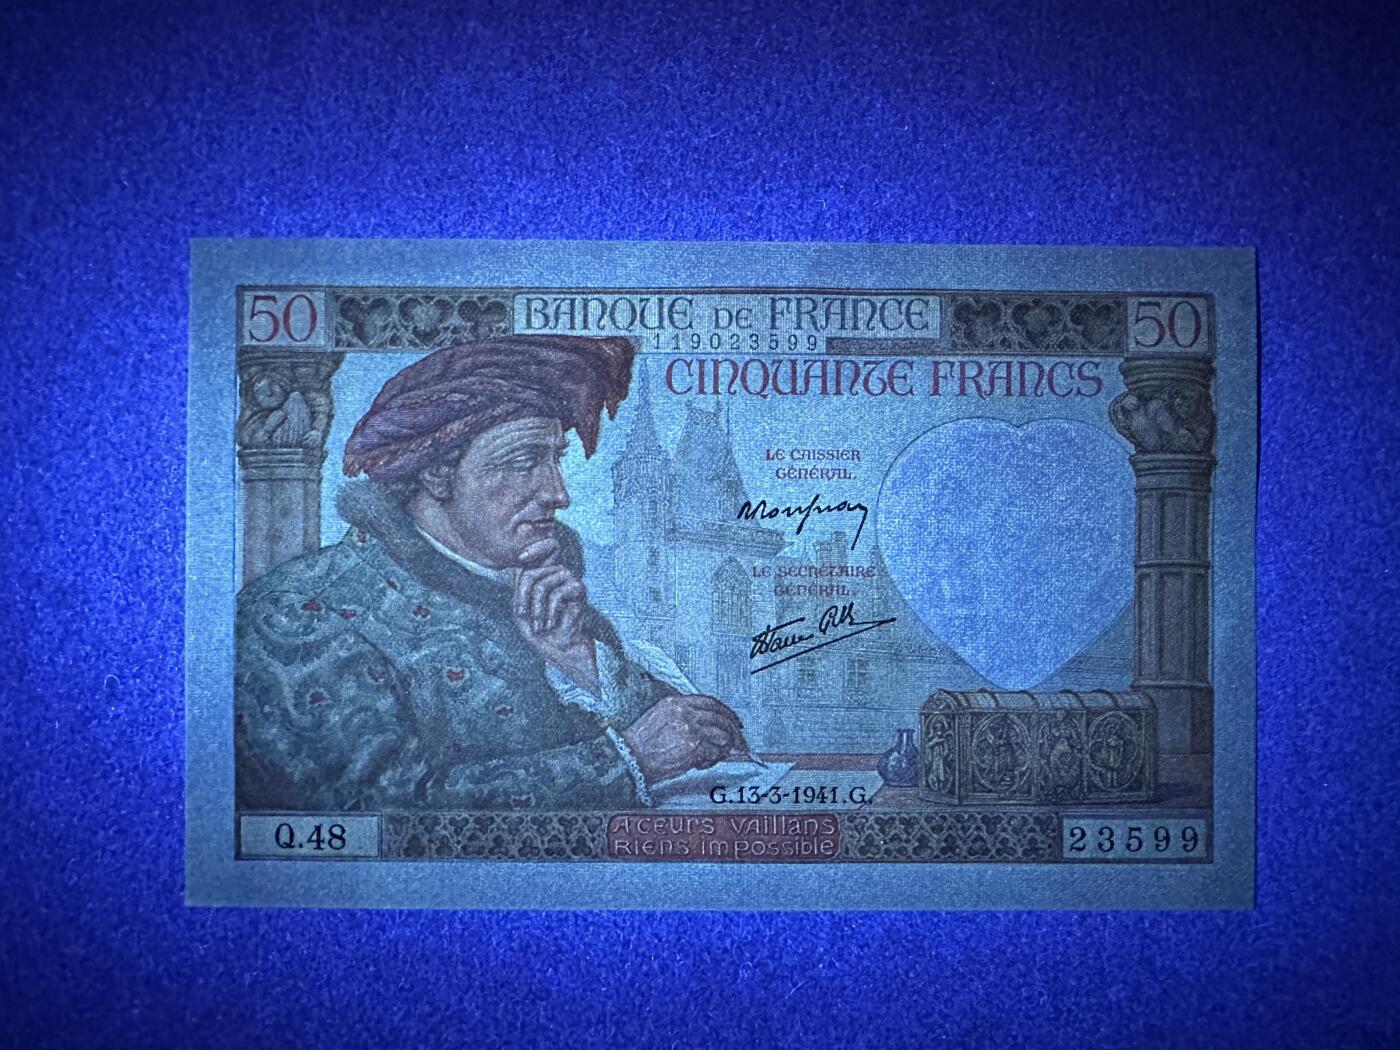 50 BANQUE DE FRANCE 50
119023599
CINQUANTE FRANCS
LE CAISSIER
GÉNÉRAL.
LE SECRÉTAIRE
GÉNÉRAL.
G.13-3-1941.G.
Q.48
A CŒURS VAILLANS
RIENS IMPOSSIBLE
23599